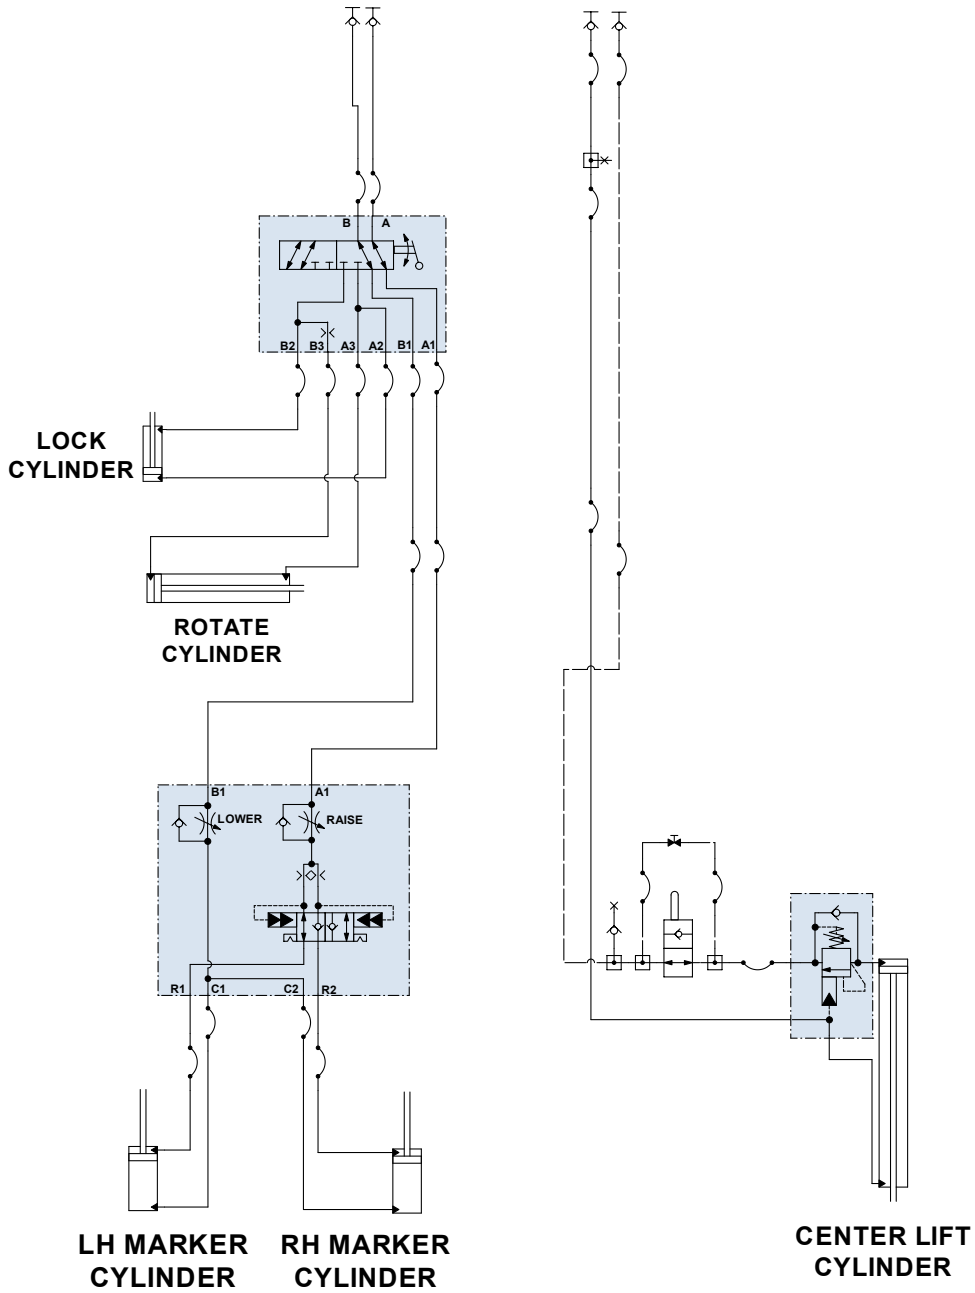 B A
B2 B3 A3 A2 B1 A1
LOCK
CYLINDER
ROTATE
CYLINDER
B1 A1
LOWER RAISE
R1 C1 C2 R2
LH MARKER
CYLINDER
RH MARKER
CYLINDER
CENTER LIFT
CYLINDER